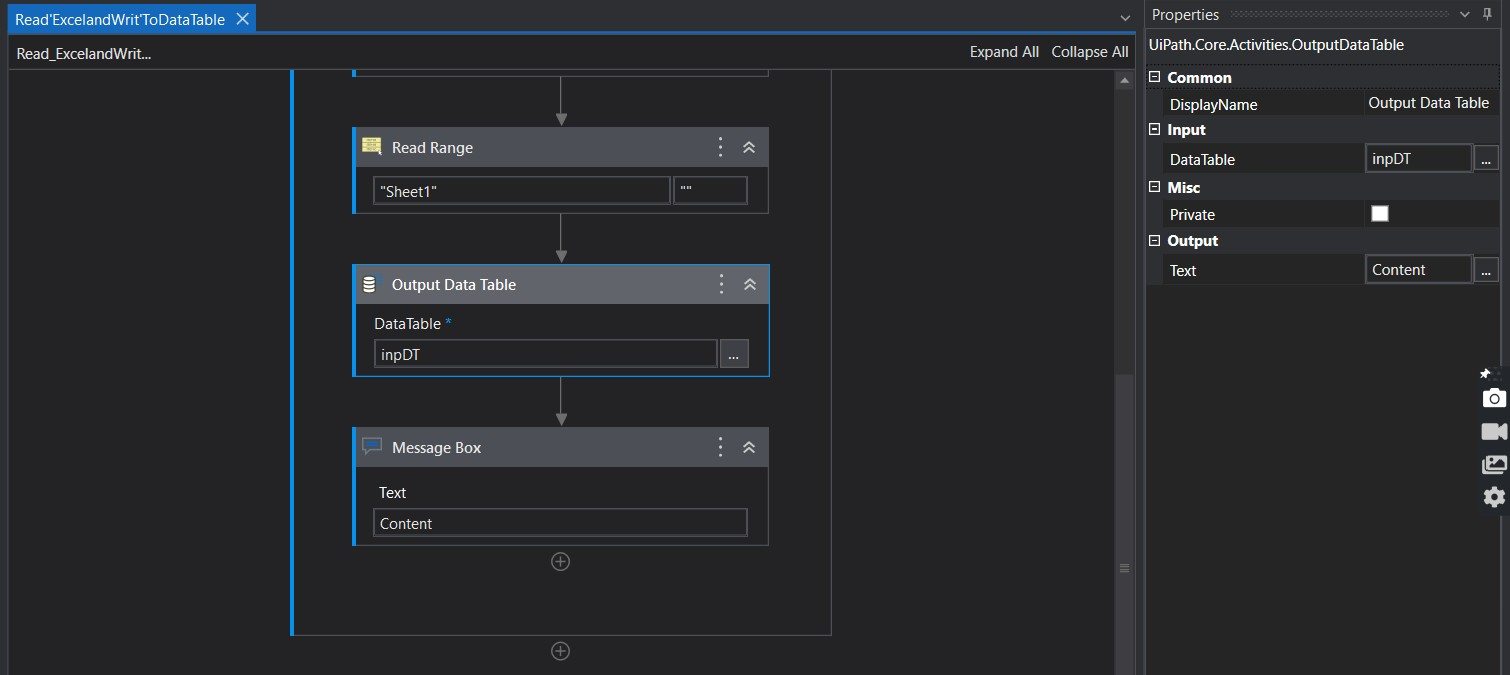 Read'ExcelandWrit'ToDataTable
Read_ExcelandWrit...
Expand All Collapse All
Read Range
"Sheet1" ""
Output Data Table
DataTable *
inpDT ...
Message Box
Text
Content
Properties
UiPath.Core.Activities.OutputDataTable
Common
DisplayName Output Data Table
Input
DataTable inpDT ...
Misc
Private
Output
Text Content ...